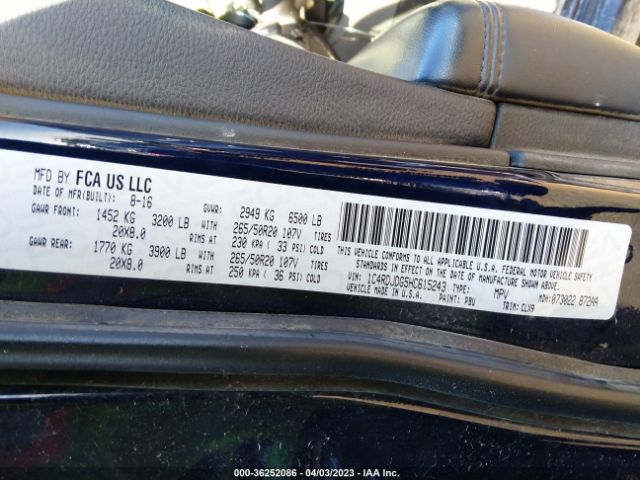 MFD BY FCA US LLC
DATE OF MFR(BUILT): 8-16 GVWR: 2949 KG 6500 LB
GAWR FRONT: 1452 KG 3200 LB WITH 265/50R20 107V TIRES
20X8.0 RIMS AT 230 KPA ( 33 PSI) COLD
GAWR REAR: 1770 KG 3900 LB WITH 265/50R20 107V TIRES
20X8.0 RIMS AT 250 KPA ( 36 PSI) COLD
THIS VEHICLE CONFORMS TO ALL APPLICABLE U.S.A. FEDERAL MOTOR VEHICLE SAFETY
STANDARDS IN EFFECT ON THE DATE OF MANUFACTURE SHOWN ABOVE.
VIN: 1C4RDJDG5HC615243 TYPE: MPV MDH: 073022 872AA
MADE IN U.S.A. PAINT: PBU TRIM: CLX9
© STOCK: 36252086 - 04/03/2023 - IAA Inc.